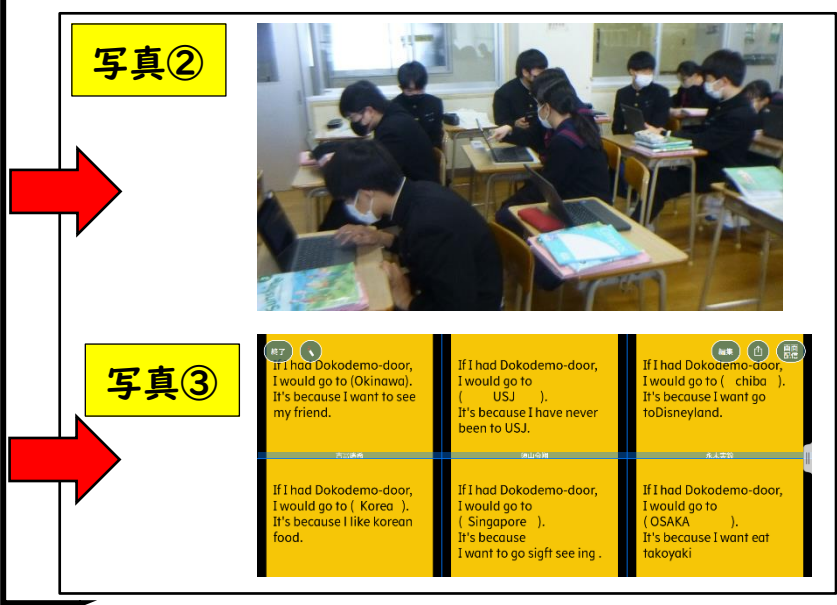 写真②
写真③
終了
編集
画面
配信
If I had Dokodemo-door,
I would go to (Okinawa).
It's because I want to see
my friend.
If I had Dokodemo-door,
I would go to
( USJ ).
It's because I have never
been to USJ.
If I had Dokodemo-door,
I would go to ( chiba ).
It's because I want go
toDisneyland.
If I had Dokodemo-door,
I would go to ( Korea ).
It's because I like korean
food.
If I had Dokodemo-door,
I would go to
( Singapore ).
It's because
I want to go sigft see ing .
If I had Dokodemo-door,
I would go to
(OSAKA ).
It's because I want eat
takoyaki